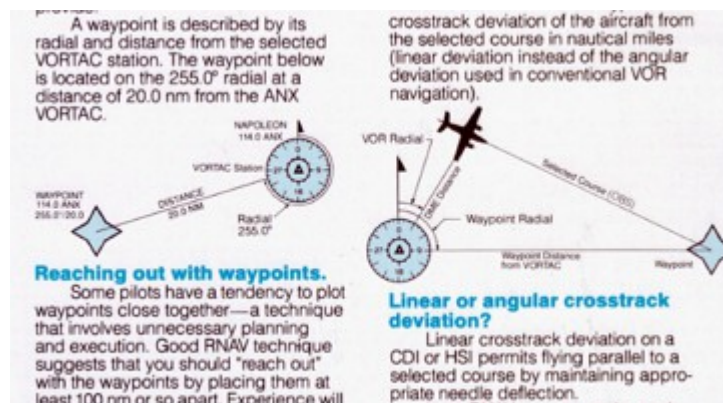 A waypoint is described by its
radial and distance from the selected
VORTAC station. The waypoint below
is located on the 255.0° radial at a
distance of 20.0 nm from the ANX
VORTAC.
NAPOLEON
114.0 ANX
VORTAC Station
WAYPOINT
114.0 ANX
255.0°/20.0
DISTANCE
20.0 NM
Radial
255.0°
Reaching out with waypoints.
Some pilots have a tendency to plot
waypoints close together—a technique
that involves unnecessary planning
and execution. Good RNAV technique
suggests that you should "reach out"
with the waypoints by placing them at
least 100 nm or so apart. Experience will
crosstrack deviation of the aircraft from
the selected course in nautical miles
(linear deviation instead of the angular
deviation used in conventional VOR
navigation).
VOR Radial
DME Distance
Selected Course (OBS)
Waypoint Radial
Waypoint Distance
from VORTAC
Waypoint
Linear or angular crosstrack
deviation?
Linear crosstrack deviation on a
CDI or HSI permits flying parallel to a
selected course by maintaining appro-
priate needle deflection.